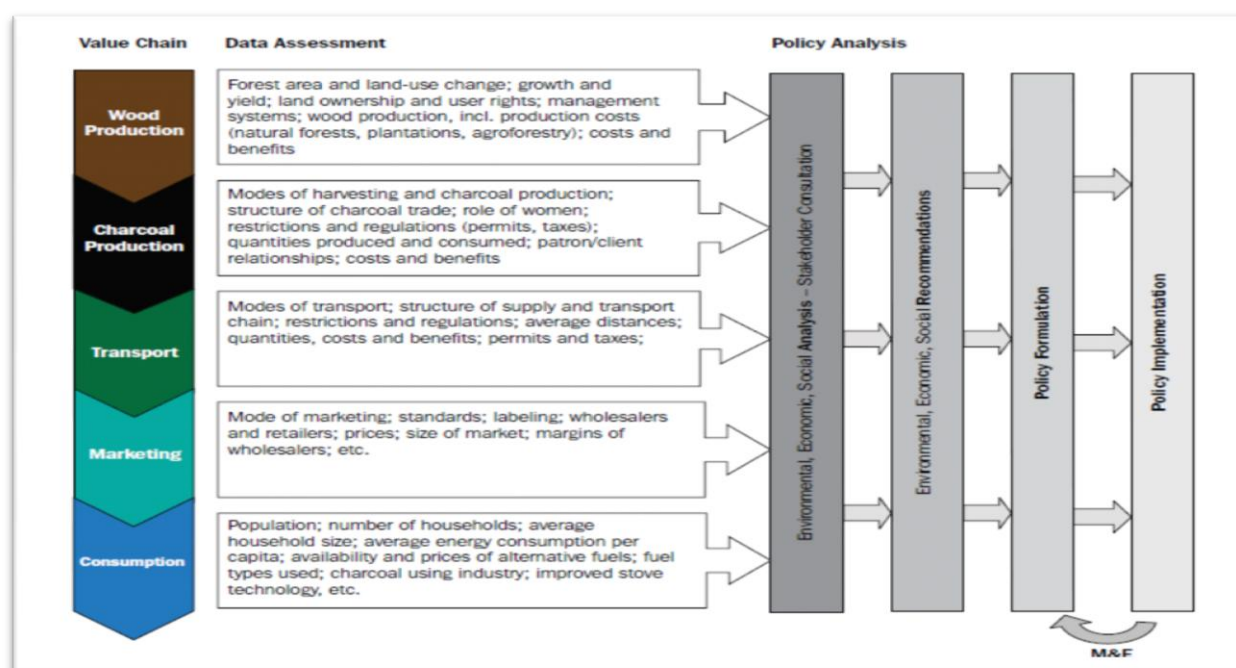 Value Chain
Data Assessment
Policy Analysis
Wood
Production
Forest area and land-use change; growth and
yield; land ownership and user rights; management
systems; wood production, incl. production costs
(natural forests, plantations, agroforestry); costs and
benefits
Charcoal
Production
Modes of harvesting and charcoal production;
structure of charcoal trade; role of women;
restrictions and regulations (permits, taxes);
quantities produced and consumed; patron/client
relationships; costs and benefits
Transport
Modes of transport; structure of supply and transport
chain; restrictions and regulations; average distances;
quantities, costs and benefits; permits and taxes;
Marketing
Mode of marketing; standards; labeling; wholesalers
and retailers; prices; size of market; margins of
wholesalers; etc.
Consumption
Population; number of households; average
household size; average energy consumption per
capita; availability and prices of alternative fuels; fuel
types used; charcoal using industry; improved stove
technology, etc.
Environmental, Economic, Social Analysis – Stakeholder Consultation
Environmental, Economic, Social Recommendations
Policy Formulation
Policy Implementation
M&E